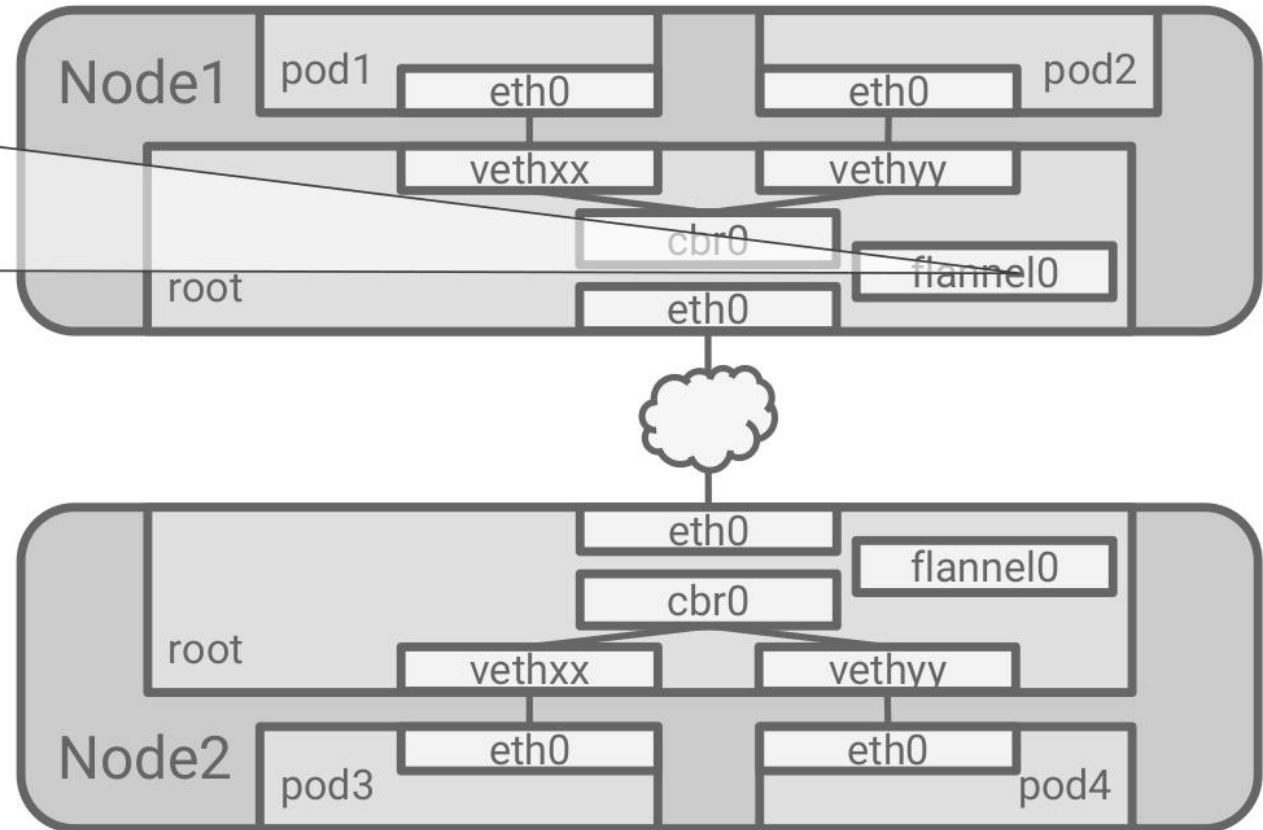 Node1
pod1
eth0
eth0
pod2
vethxx
vethyy
cbr0
flannel0
root
eth0
eth0
flannel0
cbr0
root
vethxx
vethyy
Node2
eth0
eth0
pod3
pod4